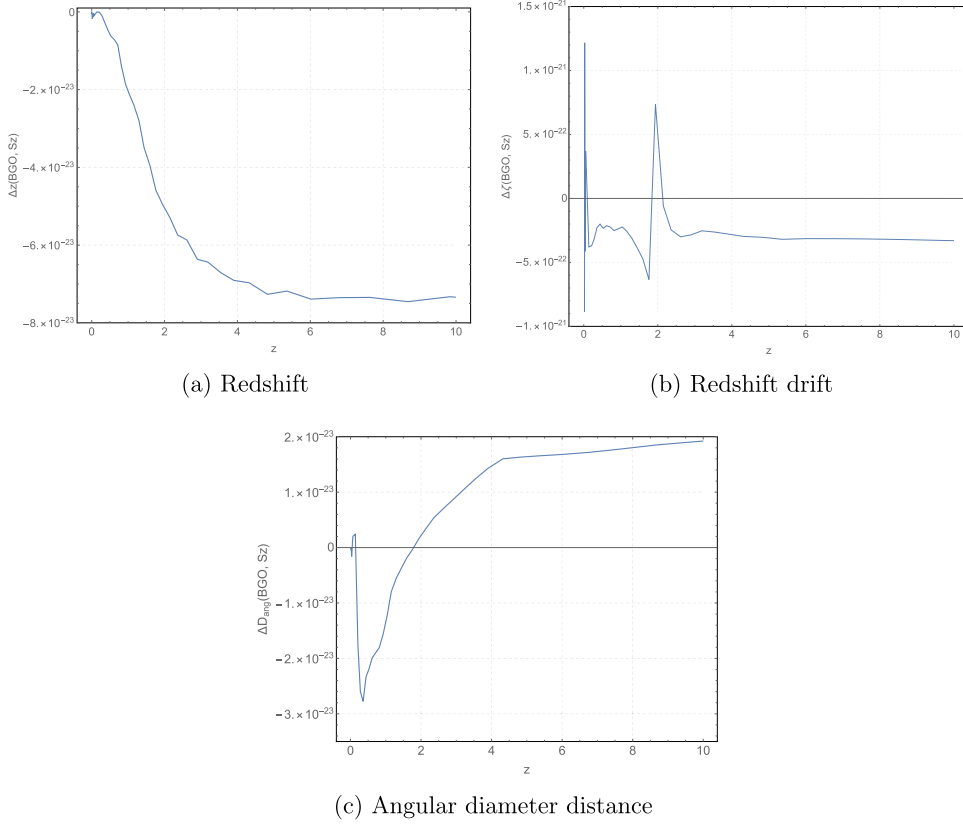 0
−2.×10−23
−4.×10−23
−6.×10−23
−8.×10−23
Δz(BGO, Sz)
0 2 4 6 8 10
z
(a) Redshift
1.5×10−21
1.×10−21
5.×10−22
0
−5.×10−22
−1.×10−21
Δζ(BGO, Sz)
0 2 4 6 8 10
z
(b) Redshift drift
2.×10−23
1.×10−23
0
−1.×10−23
−2.×10−23
−3.×10−23
ΔDang(BGO, Sz)
0 2 4 6 8 10
z
(c) Angular diameter distance